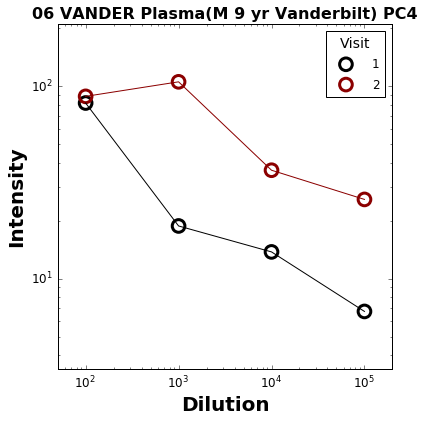 06 VANDER Plasma(M 9 yr Vanderbilt) PC4
Visit
1
2
Intensity
10²
10¹
10² 10³ 10⁴ 10⁵
Dilution